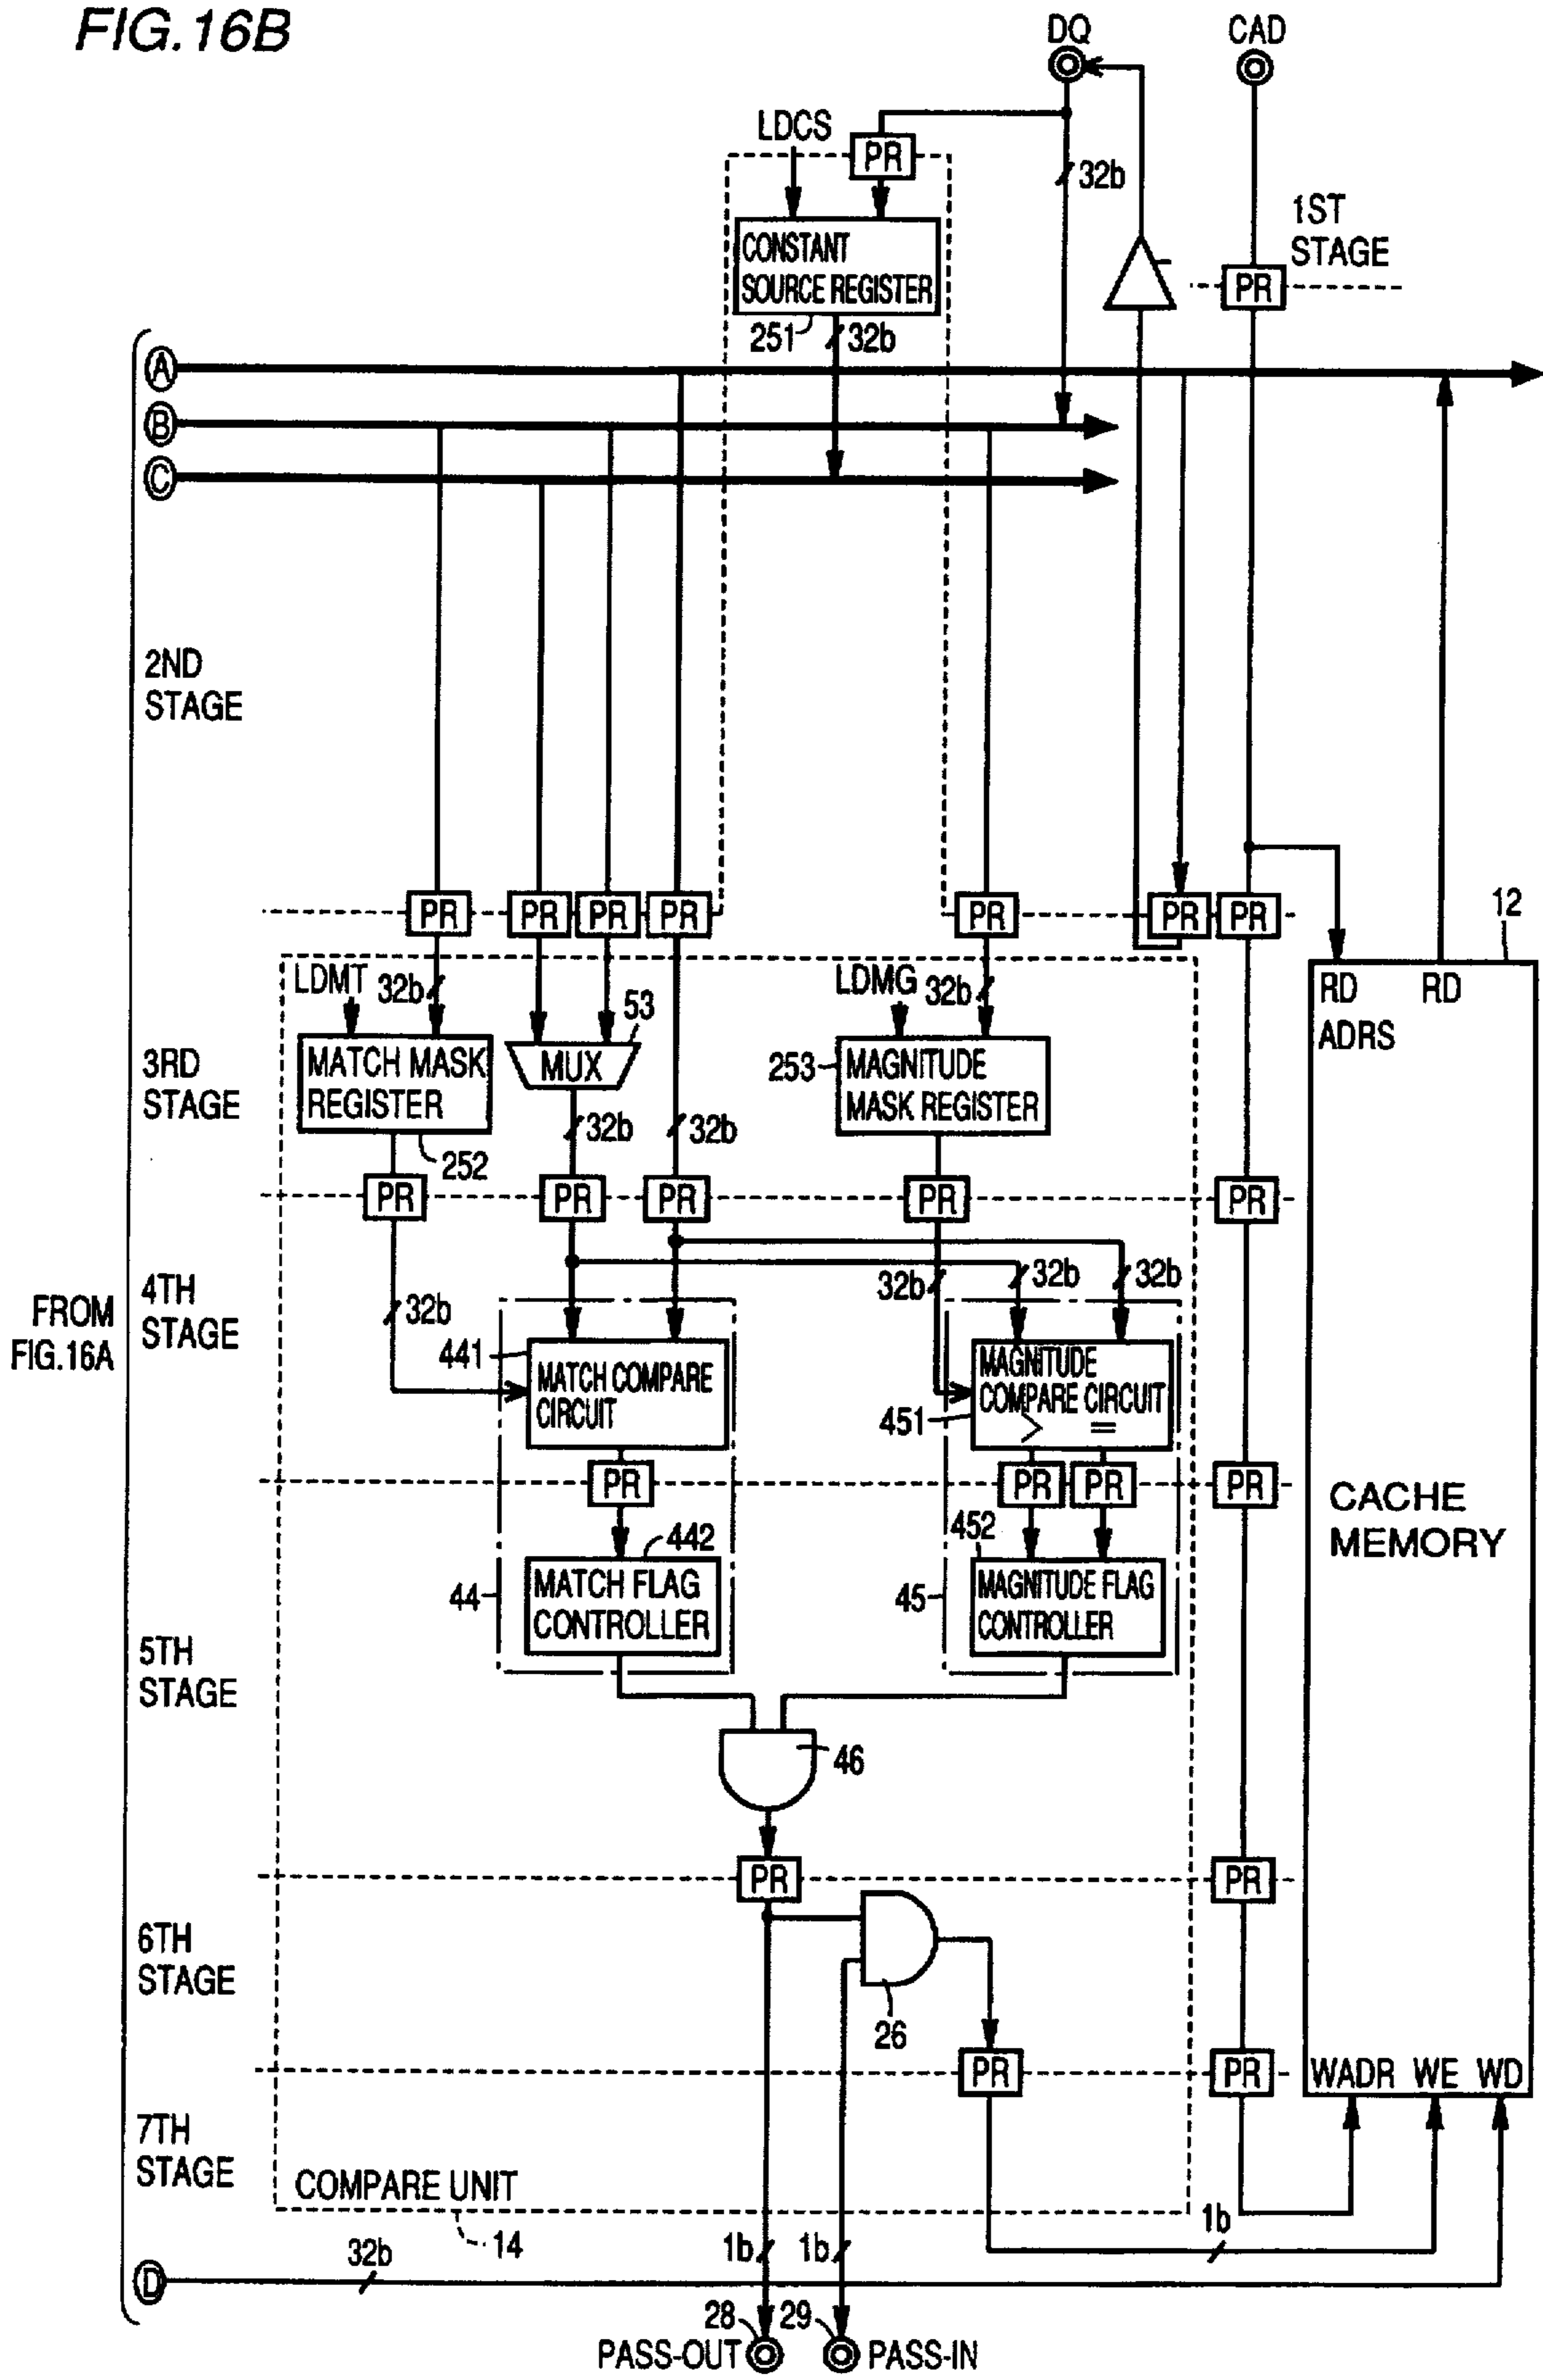 FIG.16B
DQ
CAD
LDCS
PR
32b
1ST
STAGE
CONSTANT
SOURCE REGISTER
PR
251
32b
A
B
C
2ND
STAGE
PR
PR
PR
PR
PR
PR
PR
12
LDMT
32b
53
LDMG
32b
RD
RD
ADRS
3RD
STAGE
MATCH MASK
REGISTER
MUX
253
MAGNITUDE
MASK REGISTER
32b
32b
252
PR
PR
PR
PR
PR
FROM
FIG.16A
4TH
STAGE
32b
32b
32b
32b
441
MATCH COMPARE
CIRCUIT
MAGNITUDE
COMPARE CIRCUIT
> =
451
PR
PR
PR
PR
CACHE
MEMORY
442
452
44
MATCH FLAG
CONTROLLER
45
MAGNITUDE FLAG
CONTROLLER
5TH
STAGE
46
PR
PR
6TH
STAGE
26
PR
PR
WADR WE WD
7TH
STAGE
COMPARE UNIT
14
1b
1b
1b
D
32b
28
29
PASS-OUT
PASS-IN